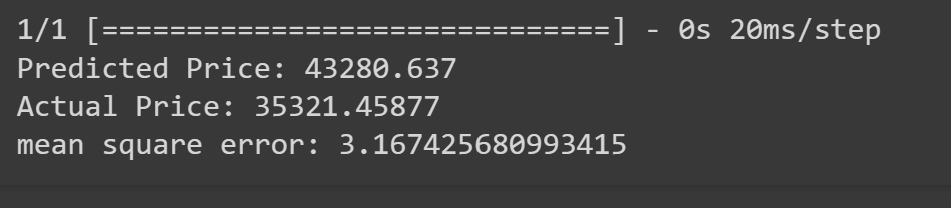 1/1 [==============================] - 0s 20ms/step
Predicted Price: 43280.637
Actual Price: 35321.45877
mean square error: 3.167425680993415